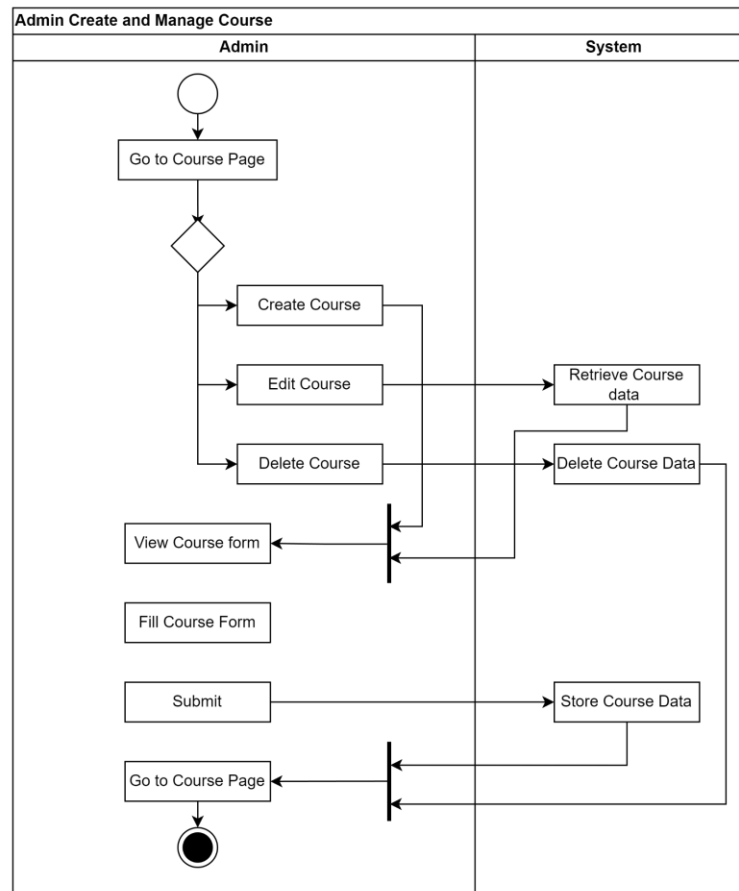 Admin Create and Manage Course
Admin
System
Go to Course Page
Create Course
Edit Course
Retrieve Course
data
Delete Course
Delete Course Data
View Course form
Fill Course Form
Submit
Store Course Data
Go to Course Page